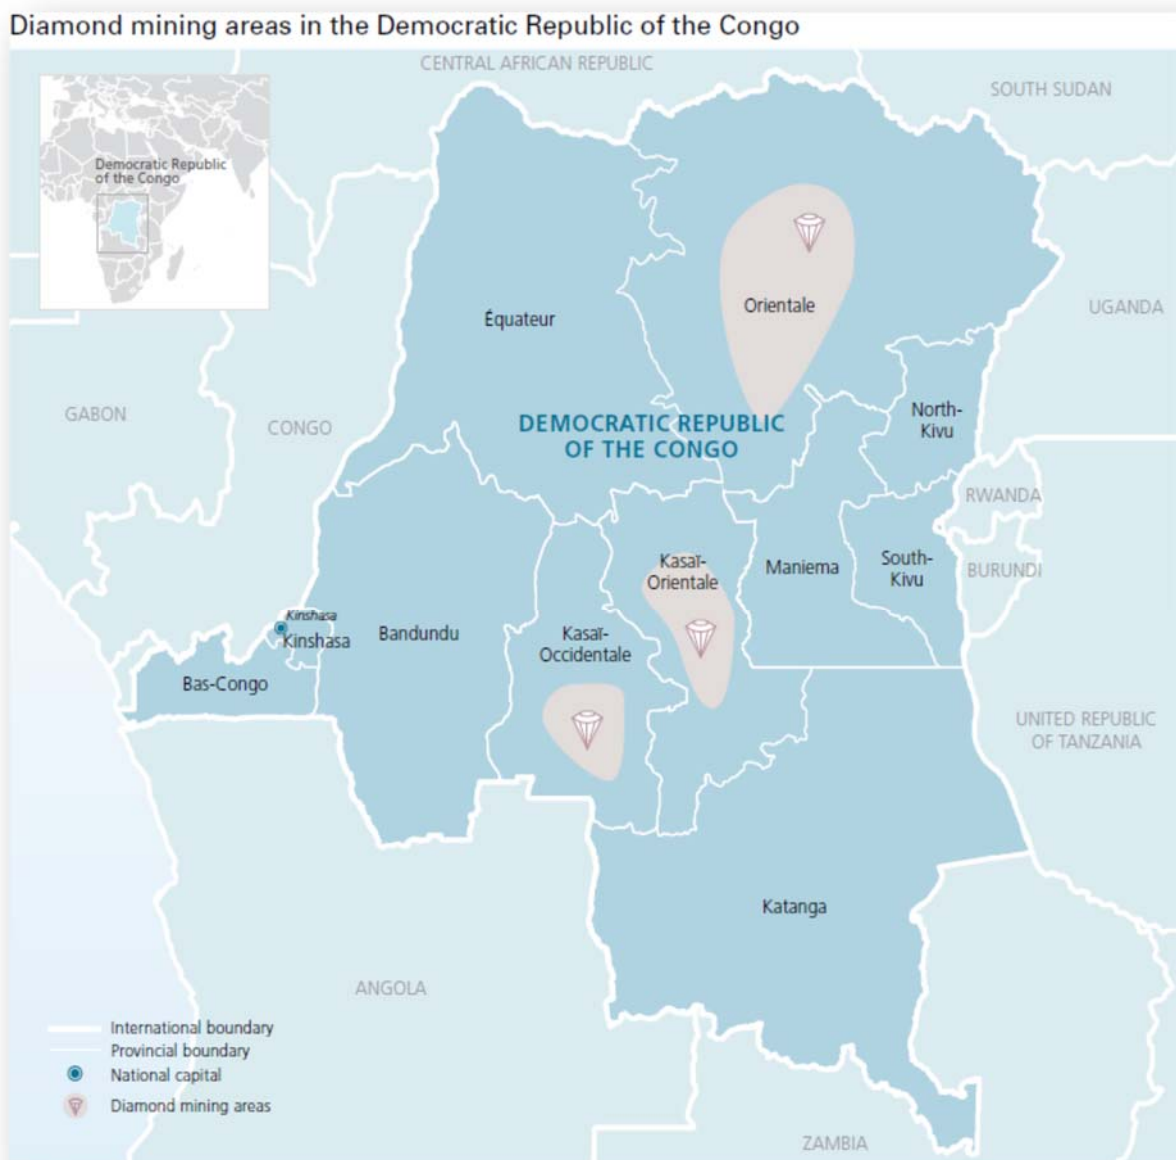 Diamond mining areas in the Democratic Republic of the Congo
CENTRAL AFRICAN REPUBLIC
SOUTH SUDAN
Democratic Republic
of the Congo
Orientale
UGANDA
Équateur
GABON
CONGO
North-
Kivu
DEMOCRATIC REPUBLIC
OF THE CONGO
RWANDA
Kasaï-
Orientale
Maniema
South-
Kivu
BURUNDI
Kinshasa
Kinshasa
Bandundu
Kasaï-
Occidentale
Bas-Congo
UNITED REPUBLIC
OF TANZANIA
Katanga
ANGOLA
International boundary
Provincial boundary
National capital
Diamond mining areas
ZAMBIA